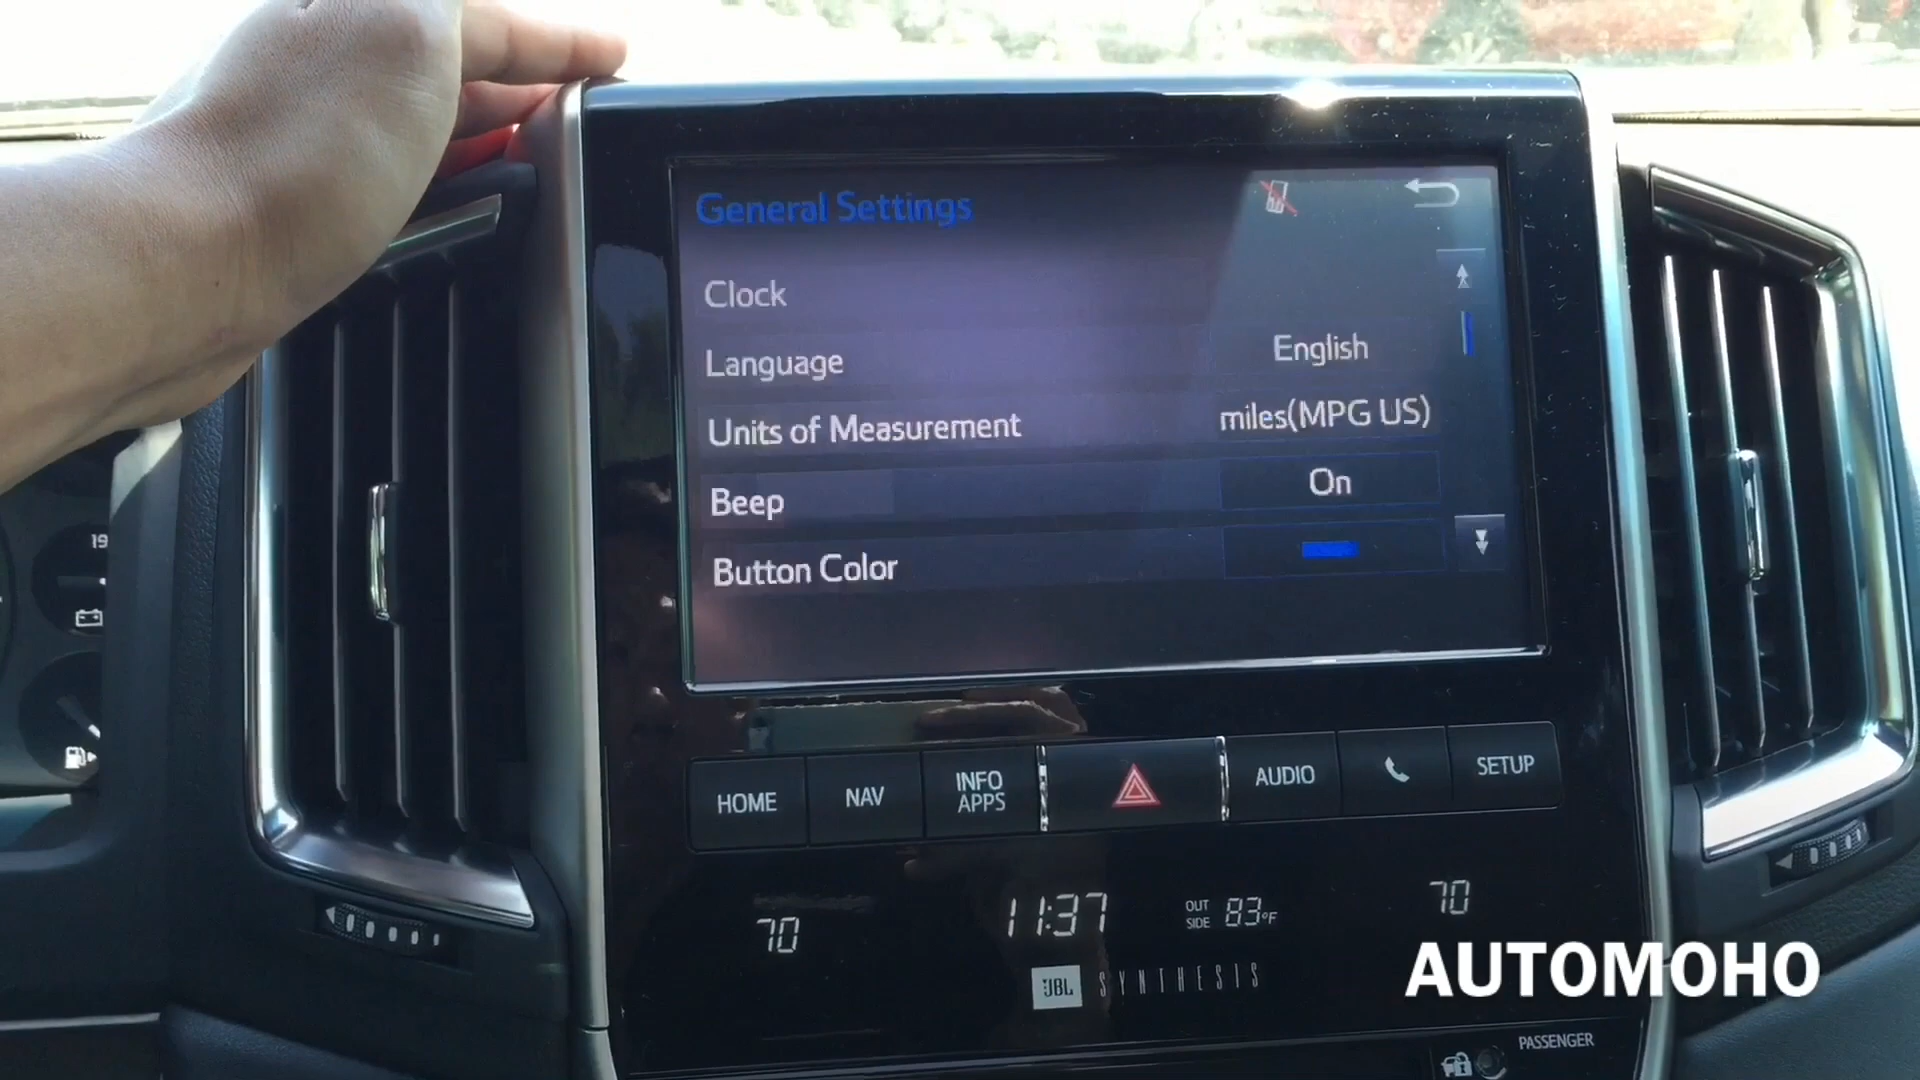 General Settings
Clock
Language
English
Units of Measurement
miles(MPG US)
Beep
On
Button Color
HOME
NAV
INFO
APPS
AUDIO
SETUP
19
70
11:37
OUT
SIDE
83°F
70
JBL SYNTHESIS
AUTOMOHO
PASSENGER